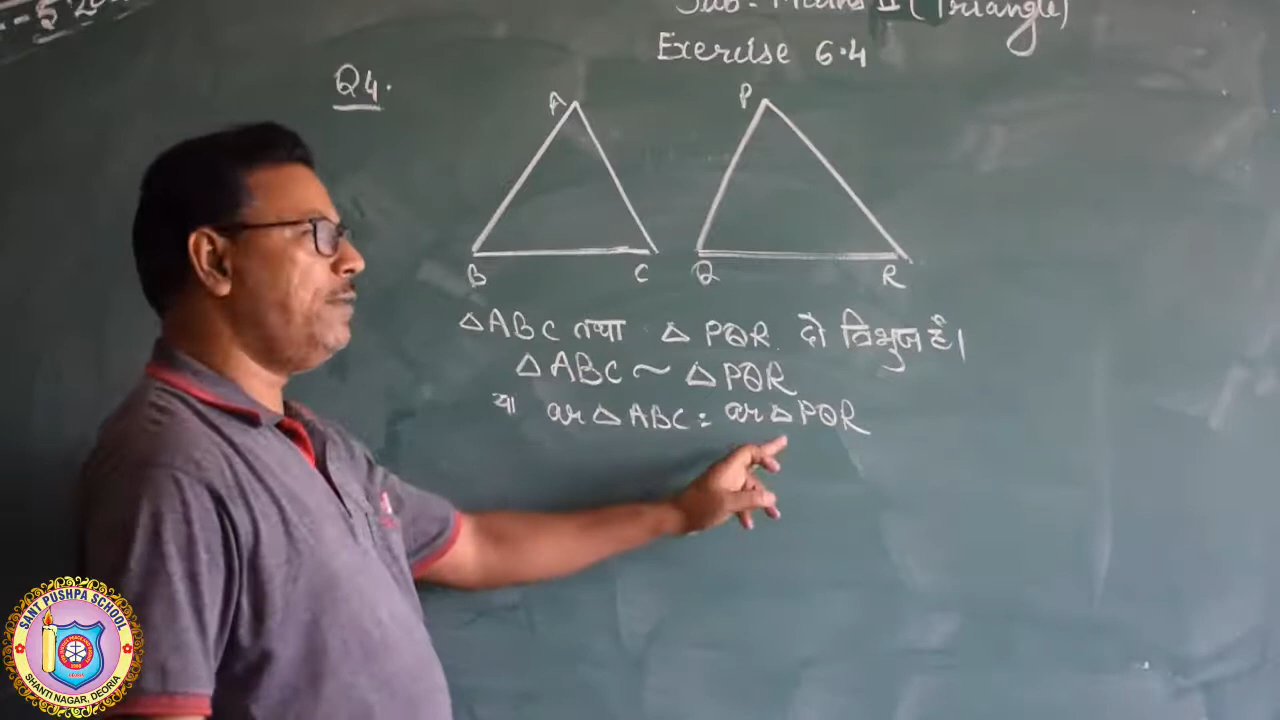 Sub - Maths II (Triangle)
Exercise 6.4
Q4.
A
P
B
C
Q
R
△ABC तथा △ PQR दो त्रिभुज हैं।
△ABC ~ △PQR
या ar △ ABC = ar △ PQR
SANT PUSHPA SCHOOL
SHANTI NAGAR, DEORIA